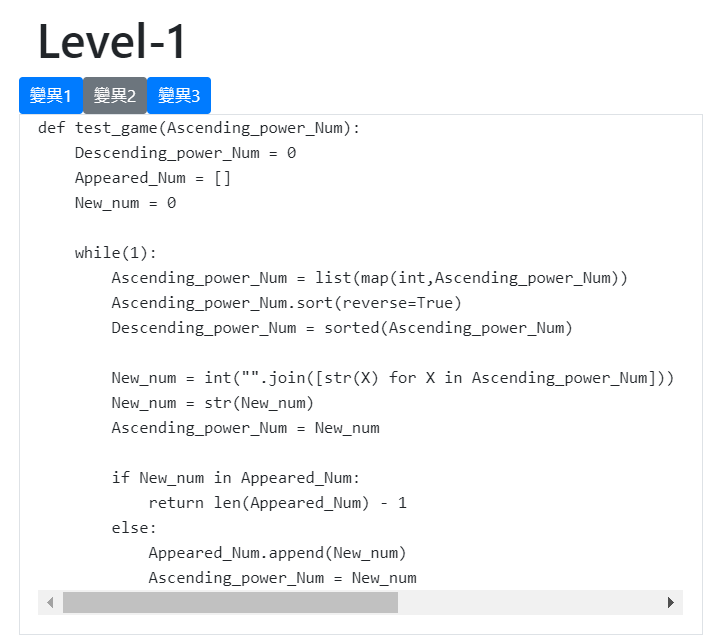 Level-1
變異1 變異2 變異3
def test_game(Ascending_power_Num):
    Descending_power_Num = 0
    Appeared_Num = []
    New_num = 0

    while(1):
        Ascending_power_Num = list(map(int,Ascending_power_Num))
        Ascending_power_Num.sort(reverse=True)
        Descending_power_Num = sorted(Ascending_power_Num)

        New_num = int("".join([str(X) for X in Ascending_power_Num]))
        New_num = str(New_num)
        Ascending_power_Num = New_num

        if New_num in Appeared_Num:
            return len(Appeared_Num) - 1
        else:
            Appeared_Num.append(New_num)
            Ascending_power_Num = New_num